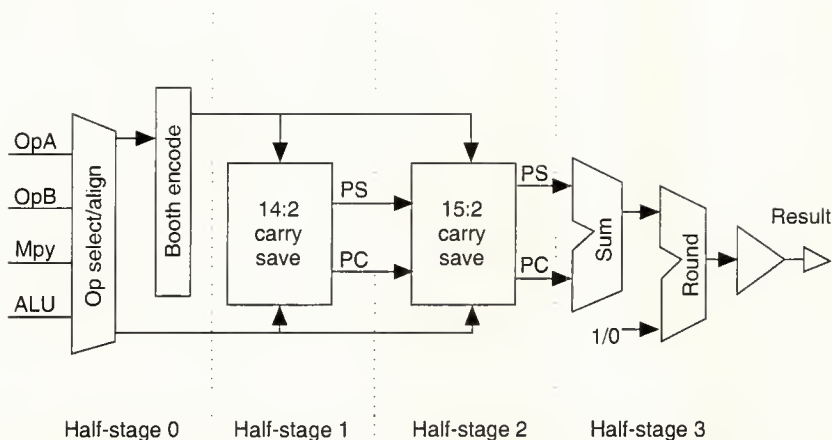 OpA
OpB
Mpy
ALU
Op select/align
Booth encode
14:2
carry
save
PS
PC
15:2
carry
save
PS
PC
Sum
1/0
Round
Result
Half-stage 0
Half-stage 1
Half-stage 2
Half-stage 3